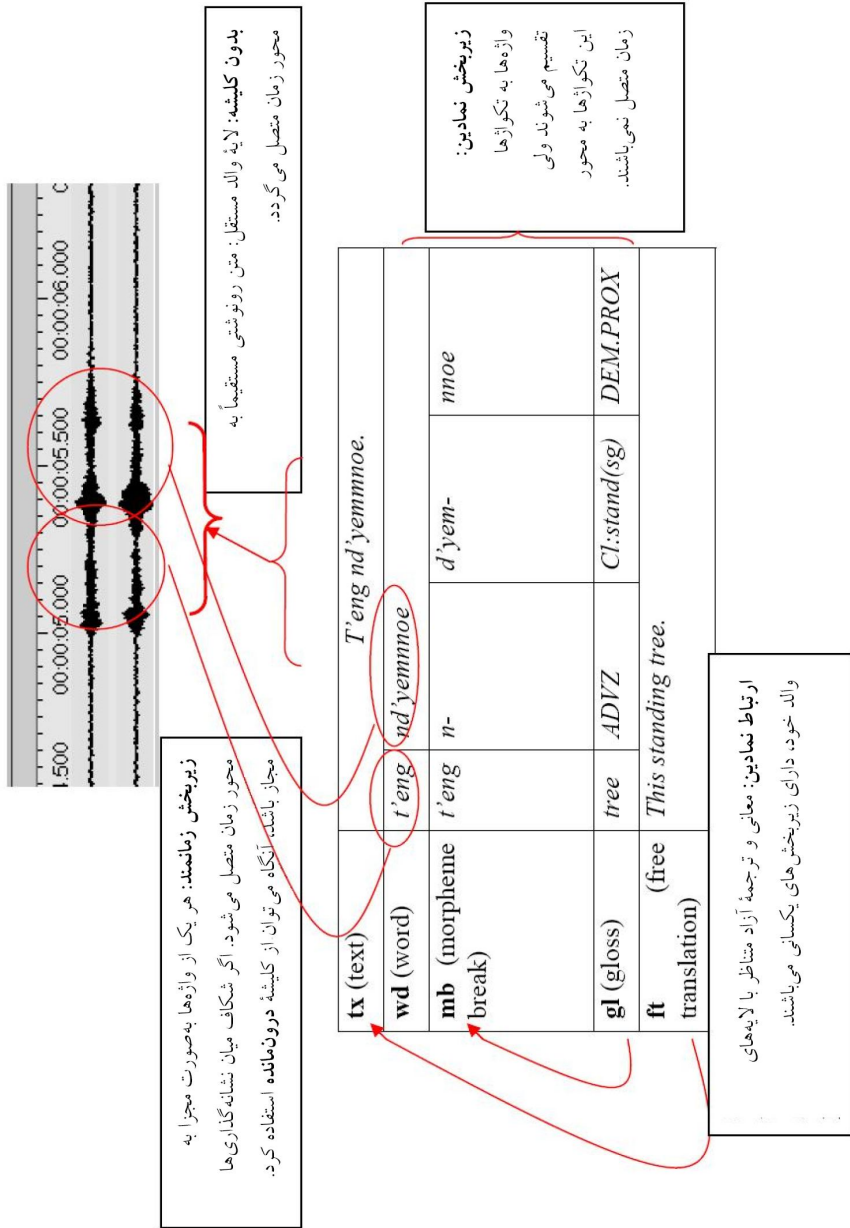 1.500 00:00:05.000 00:00:05.500 00:00:06.000
بدون کلیشه: لایهٔ والد مستقل: متن رونوشتی مستقیماً به
محور زمان متصل می‌گردد.
زیربخش زمانمند: هر یک از واژه‌ها به‌صورت مجزا به
محور زمان متصل می‌شود. اگر شکاف میان نشانه‌گذاری‌ها
مجاز باشد، آنگاه می‌توان از کلیشهٔ درون‌مانده استفاده کرد.
tx (text) T’eng nd’yemmnoe.
wd (word) t’eng nd’yemnnoe
mb (morpheme
break) t’eng n- d’yem- nnoe
gl (gloss) tree ADVZ Cl:stand(sg) DEM.PROX
ft (free
translation) This standing tree.
زیربخش نمادین:
واژه‌ها به تکواژها
تقسیم می‌شوند ولی
این تکواژها به محور
زمان متصل نمی‌باشند.
ارتباط نمادین: معانی و ترجمهٔ آزاد متناظر با لایه‌های
والد خود، دارای زیربخش‌های یکسانی می‌باشند.